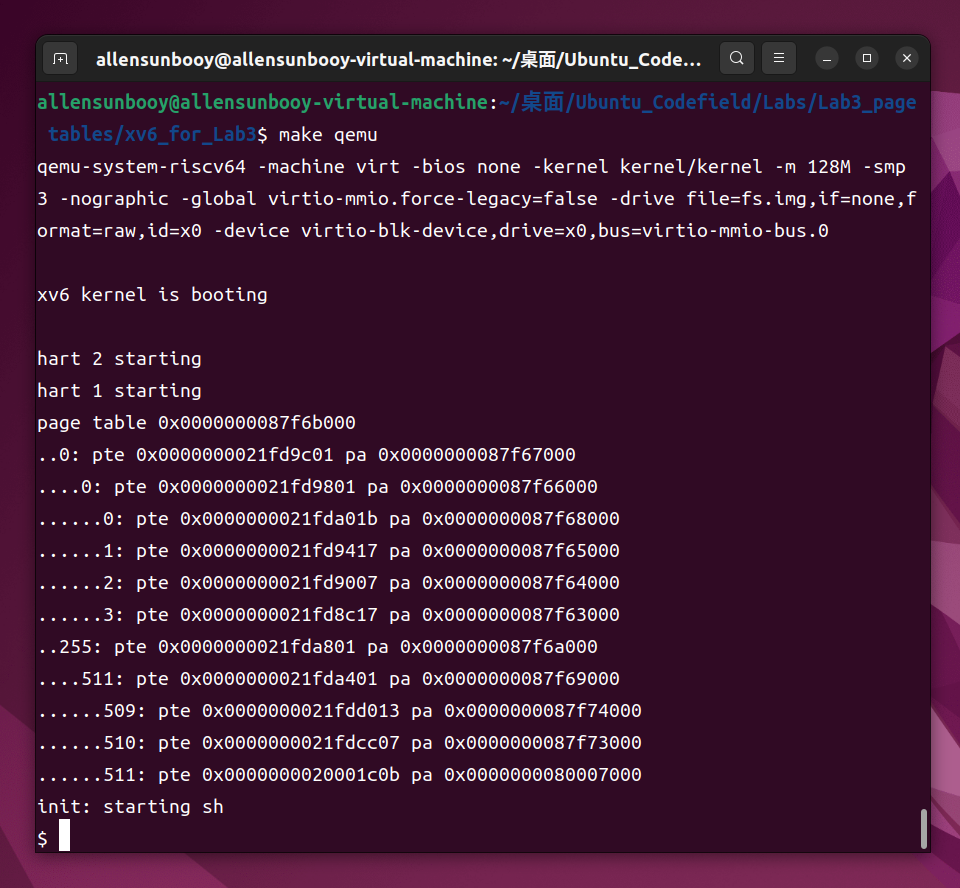 allensunbooy@allensunbooy-virtual-machine: ~/桌面/Ubuntu_Code...
allensunbooy@allensunbooy-virtual-machine:~/桌面/Ubuntu_Codefield/Labs/Lab3_page
tables/xv6_for_Lab3$ make qemu
qemu-system-riscv64 -machine virt -bios none -kernel kernel/kernel -m 128M -smp
3 -nographic -global virtio-mmio.force-legacy=false -drive file=fs.img,if=none,f
ormat=raw,id=x0 -device virtio-blk-device,drive=x0,bus=virtio-mmio-bus.0
xv6 kernel is booting
hart 2 starting
hart 1 starting
page table 0x0000000087f6b000
..0: pte 0x0000000021fd9c01 pa 0x0000000087f67000
....0: pte 0x0000000021fd9801 pa 0x0000000087f66000
......0: pte 0x0000000021fda01b pa 0x0000000087f68000
......1: pte 0x0000000021fd9417 pa 0x0000000087f65000
......2: pte 0x0000000021fd9007 pa 0x0000000087f64000
......3: pte 0x0000000021fd8c17 pa 0x0000000087f63000
..255: pte 0x0000000021fda801 pa 0x0000000087f6a000
....511: pte 0x0000000021fda401 pa 0x0000000087f69000
......509: pte 0x0000000021fdd013 pa 0x0000000087f74000
......510: pte 0x0000000021fdcc07 pa 0x0000000087f73000
......511: pte 0x0000000020001c0b pa 0x0000000080007000
init: starting sh
$